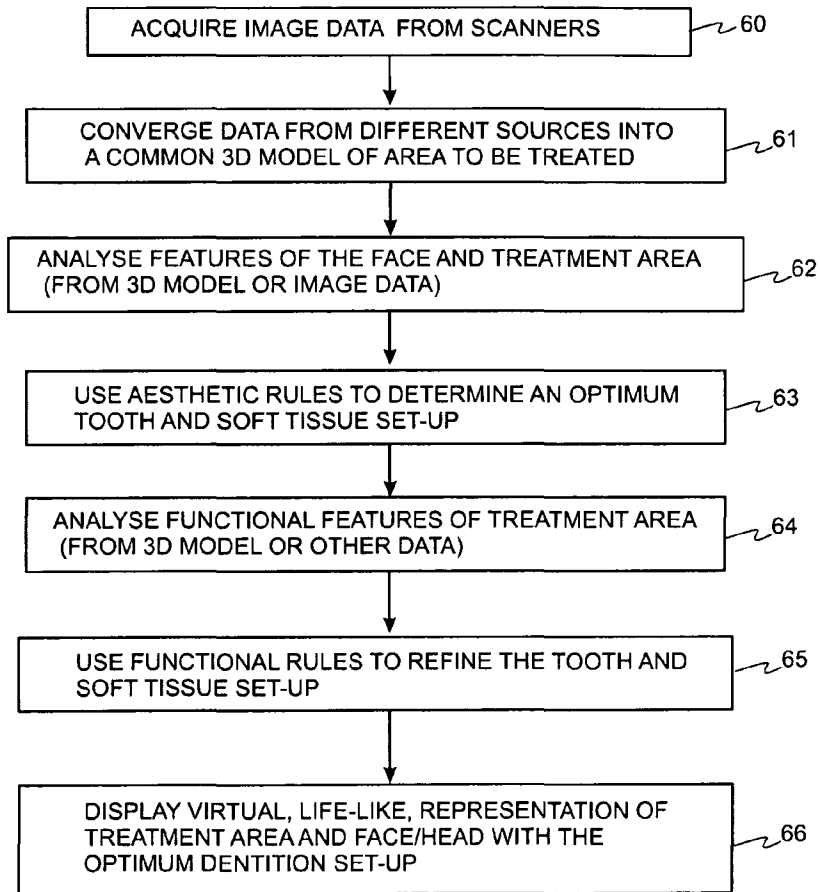 ACQUIRE IMAGE DATA FROM SCANNERS
60
CONVERGE DATA FROM DIFFERENT SOURCES INTO
A COMMON 3D MODEL OF AREA TO BE TREATED
61
ANALYSE FEATURES OF THE FACE AND TREATMENT AREA
(FROM 3D MODEL OR IMAGE DATA)
62
USE AESTHETIC RULES TO DETERMINE AN OPTIMUM
TOOTH AND SOFT TISSUE SET-UP
63
ANALYSE FUNCTIONAL FEATURES OF TREATMENT AREA
(FROM 3D MODEL OR OTHER DATA)
64
USE FUNCTIONAL RULES TO REFINE THE TOOTH AND
SOFT TISSUE SET-UP
65
DISPLAY VIRTUAL, LIFE-LIKE, REPRESENTATION OF
TREATMENT AREA AND FACE/HEAD WITH THE
OPTIMUM DENTITION SET-UP
66